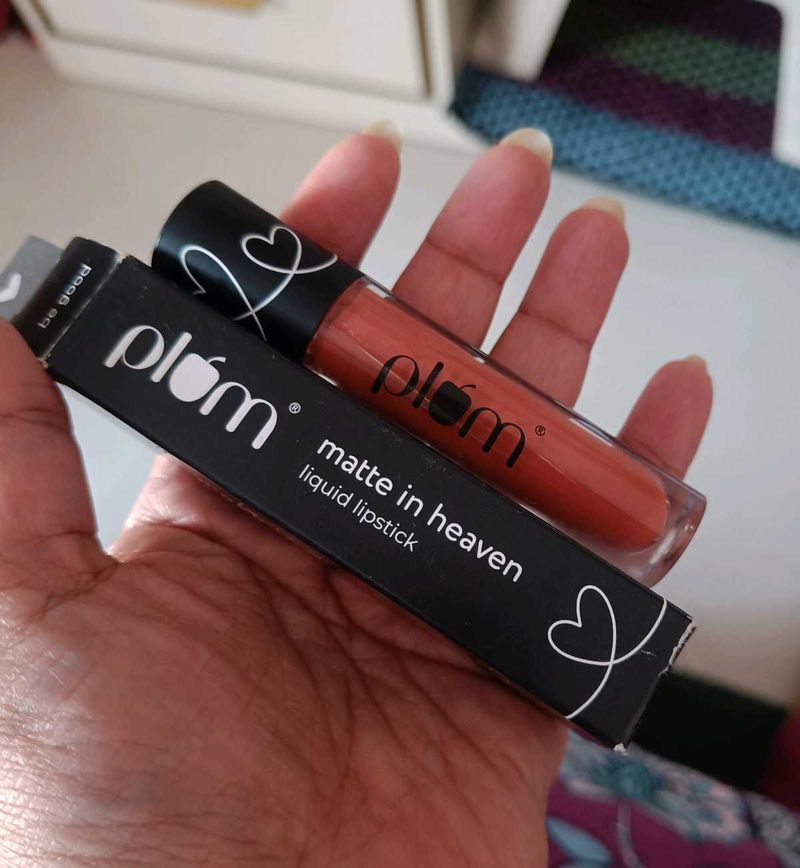 be good
plum®
matte in heaven
liquid lipstick
plum®